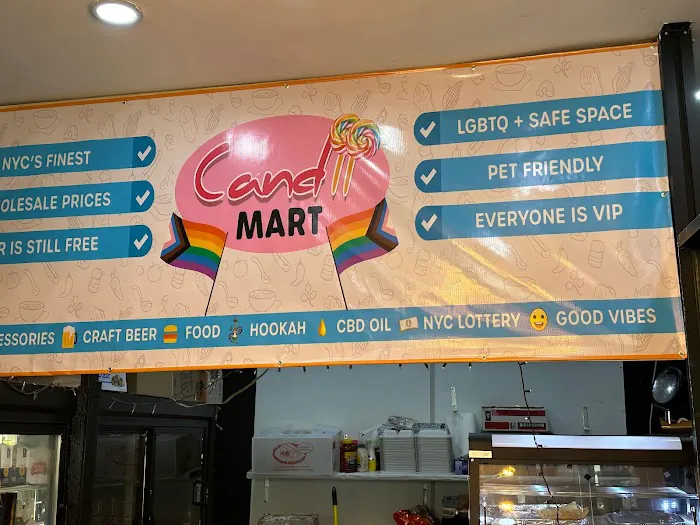 NYC'S FINEST
WHOLESALE PRICES
R IS STILL FREE
Candii
MART
LGBTQ + SAFE SPACE
PET FRIENDLY
EVERYONE IS VIP
ESSORIES CRAFT BEER FOOD HOOKAH CBD OIL NYC LOTTERY GOOD VIBES